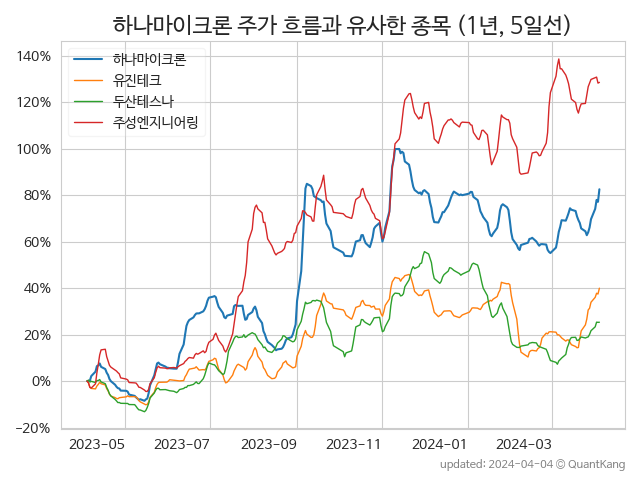 하나마이크론 주가 흐름과 유사한 종목 (1년, 5일선)
140%
120%
100%
80%
60%
40%
20%
0%
−20%
하나마이크론
유진테크
두산테스나
주성엔지니어링
2023−05
2023−07
2023−09
2023−11
2024−01
2024−03
updated: 2024-04-04 © QuantKang